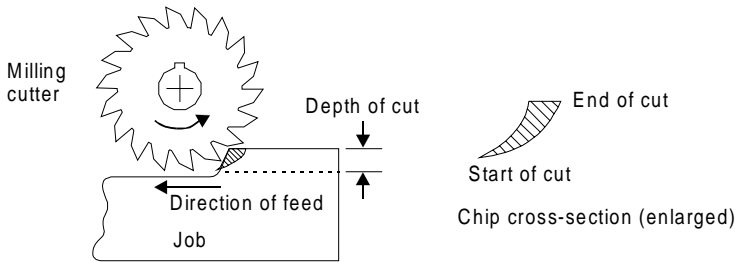 Milling
cutter
Depth of cut
End of cut
Start of cut
Direction of feed
Chip cross-section (enlarged)
Job